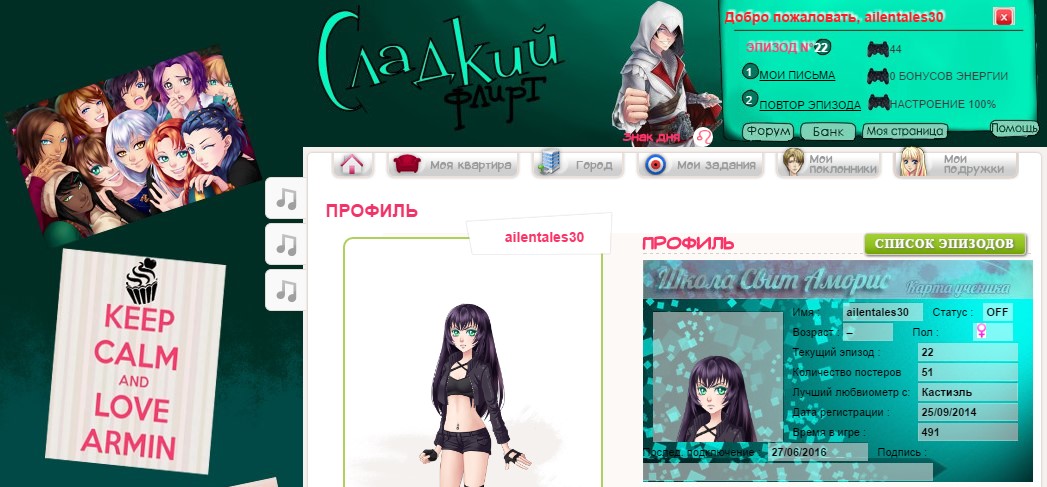 Сладкий
флирт
Знак дня
Добро пожаловать, ailentales30
ЭПИЗОД N°22
44
1 МОИ ПИСЬМА
0 БОНУСОВ ЭНЕРГИИ
2 ПОВТОР ЭПИЗОДА
НАСТРОЕНИЕ 100%
Форум
Банк
Моя страница
Помощь
Моя квартира
Город
Мои задания
Мои поклонники
Мои подружки
KEEP
CALM
AND
LOVE
ARMIN
ПРОФИЛЬ
ailentales30
ПРОФИЛЬ
СПИСОК ЭПИЗОДОВ
Школа Свит Аморис
Карта ученика
Имя : ailentales30 Статус : OFF
Возраст : – Пол :
Текущий эпизод : 22
Количество постеров 51
Лучший любвиометр с: Кастиэль
Дата регистрации : 25/09/2014
Время в игре : 491
Послед. подключение 27/06/2016 Подпись :